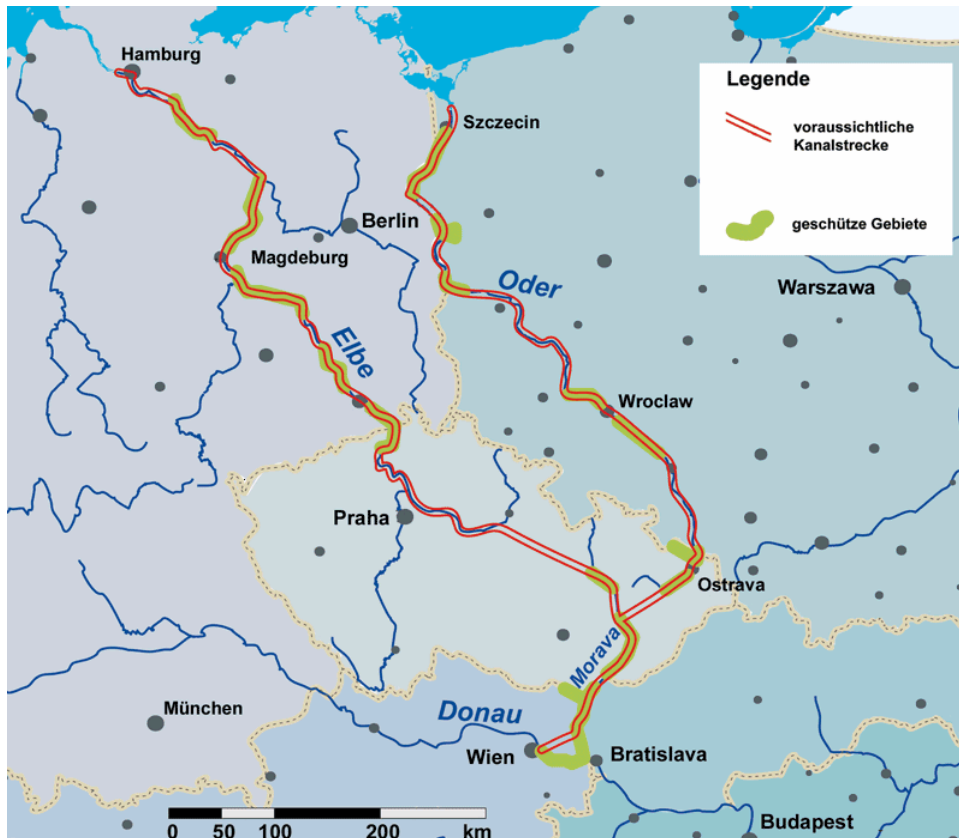 Hamburg
Szczecin
Legende
voraussichtliche
Kanalstrecke
geschütze Gebiete
Berlin
Magdeburg
Oder
Warszawa
Elbe
Wroclaw
Praha
Ostrava
Morava
München
Donau
Wien
Bratislava
Budapest
0 50 100 200 km